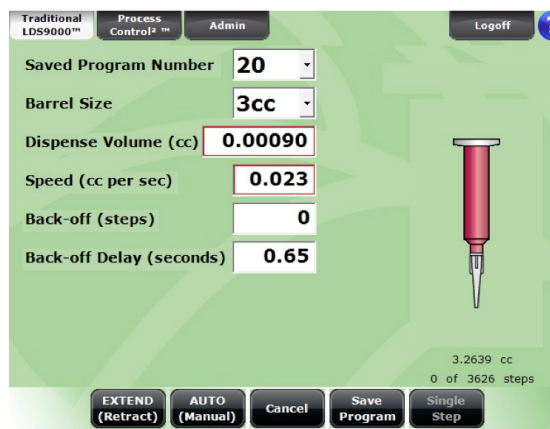 Traditional
LDS9000™
Process
Control² ™
Admin
Logoff
?
Saved Program Number 20
Barrel Size 3cc
Dispense Volume (cc) 0.00090
Speed (cc per sec) 0.023
Back-off (steps) 0
Back-off Delay (seconds) 0.65
3.2639 cc
0 of 3626 steps
EXTEND
(Retract)
AUTO
(Manual)
Cancel
Save
Program
Single
Step